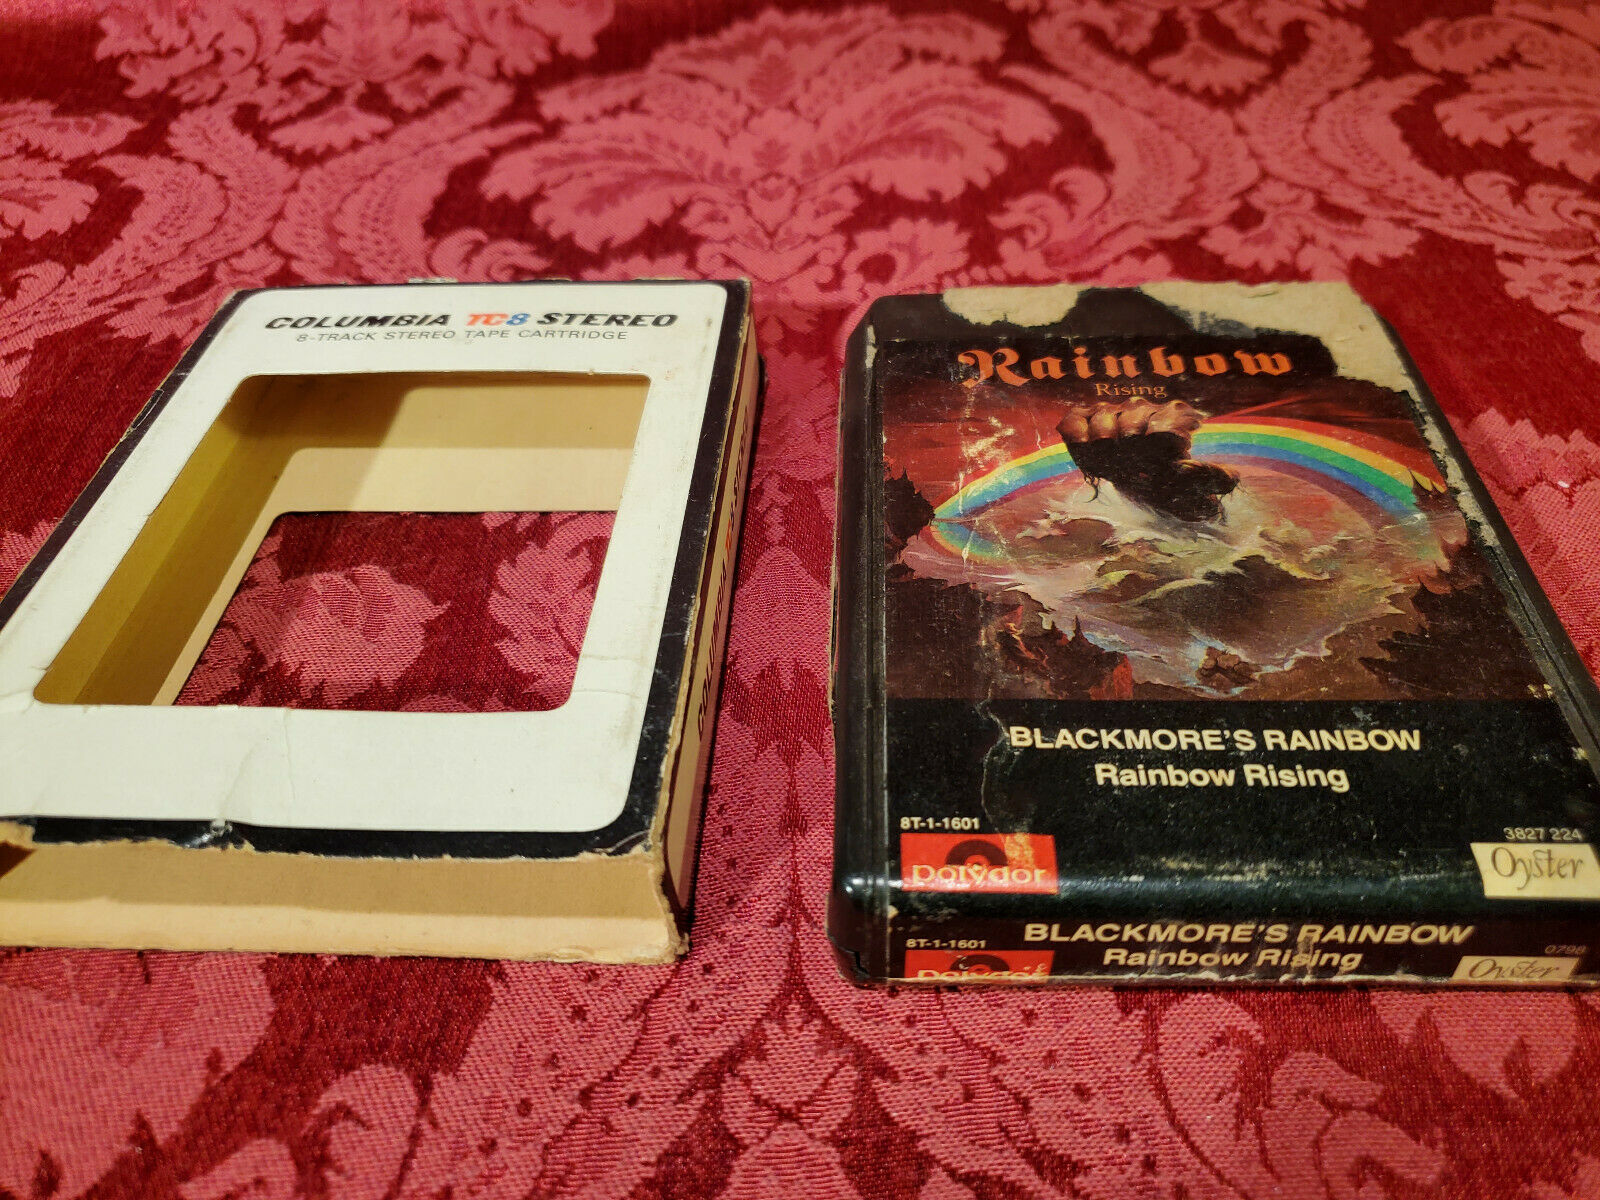 COLUMBIA TC8 STEREO
8-TRACK STEREO TAPE CARTRIDGE
Rainbow
Rising
BLACKMORE'S RAINBOW
Rainbow Rising
8T-1-1601
3827 224
polydor
Oyster
8T-1-1601
BLACKMORE'S RAINBOW
Rainbow Rising
0798
polydor
Oyster